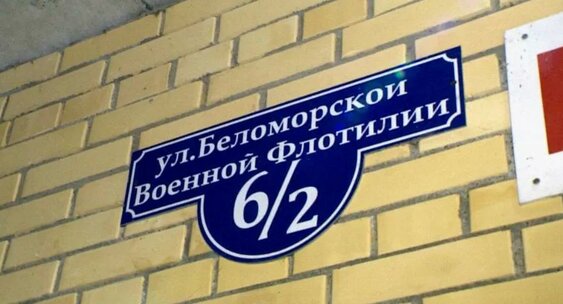 ул.Беломорской
Военной Флотилии
6/2